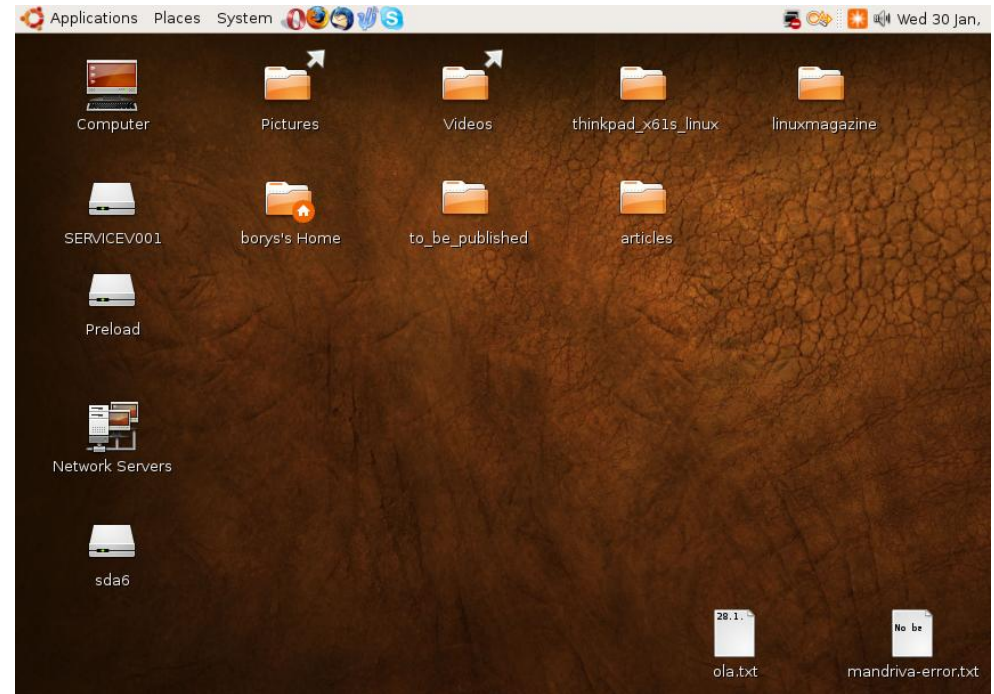 Applications Places System Wed 30 Jan,
Computer Pictures Videos thinkpad_x61s_linux linuxmagazine
SERVICEV001 borys's Home to_be_published articles
Preload
Network Servers
sda6
28.1.
No be
ola.txt mandriva-error.txt